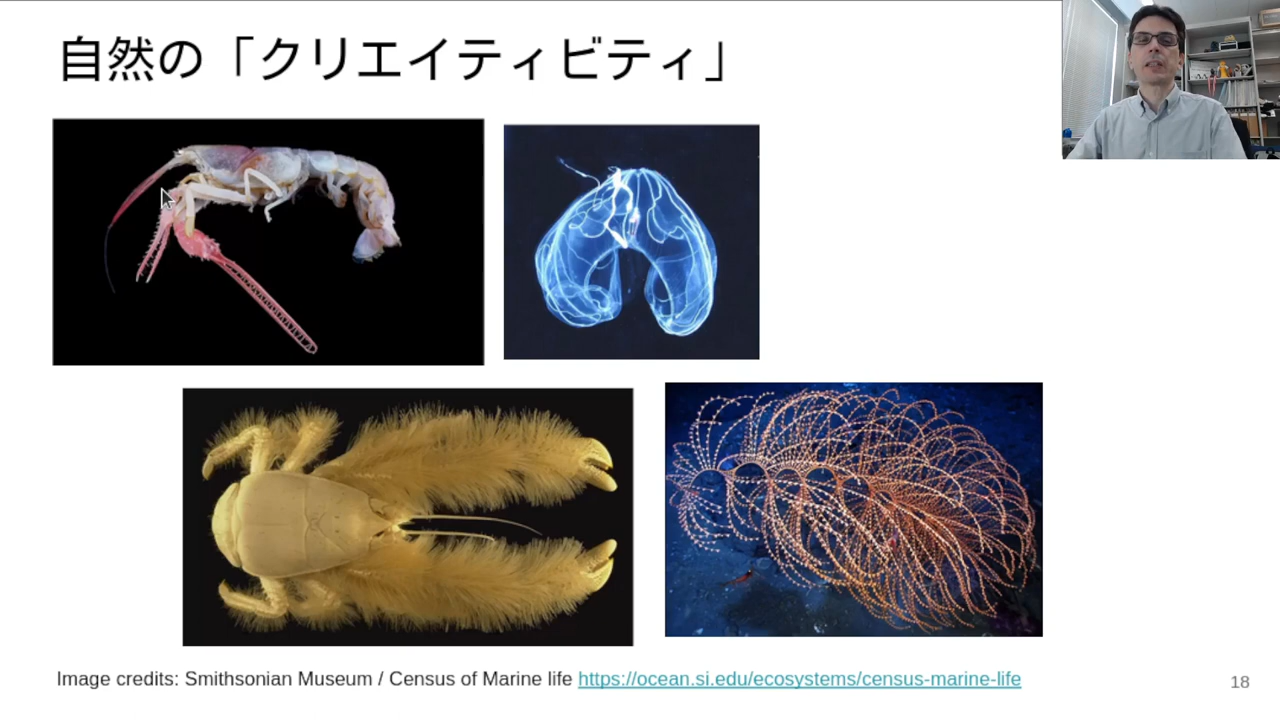 自然の「クリエイティビティ」
Image credits: Smithsonian Museum / Census of Marine life https://ocean.si.edu/ecosystems/census-marine-life
18